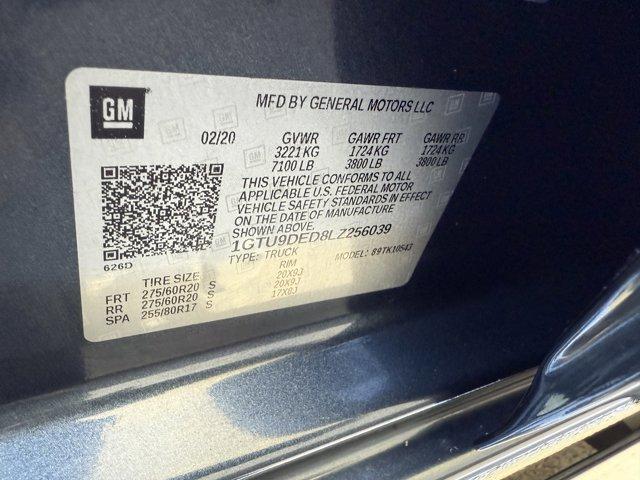 GM
MFD BY GENERAL MOTORS LLC
02/20 GVWR GAWR FRT GAWR RR
3221 KG 1724 KG 1724 KG
7100 LB 3800 LB 3800 LB
THIS VEHICLE CONFORMS TO ALL
APPLICABLE U.S. FEDERAL MOTOR
VEHICLE SAFETY STANDARDS IN EFFECT
ON THE DATE OF MANUFACTURE
SHOWN ABOVE.
1GTU9DED8LZ256039
626D TYPE: TRUCK MODEL: 89TK10543
TIRE SIZE RIM
FRT 275/60R20 S 20X9J
RR 275/60R20 S 20X9J
SPA 255/80R17 S 17X8J